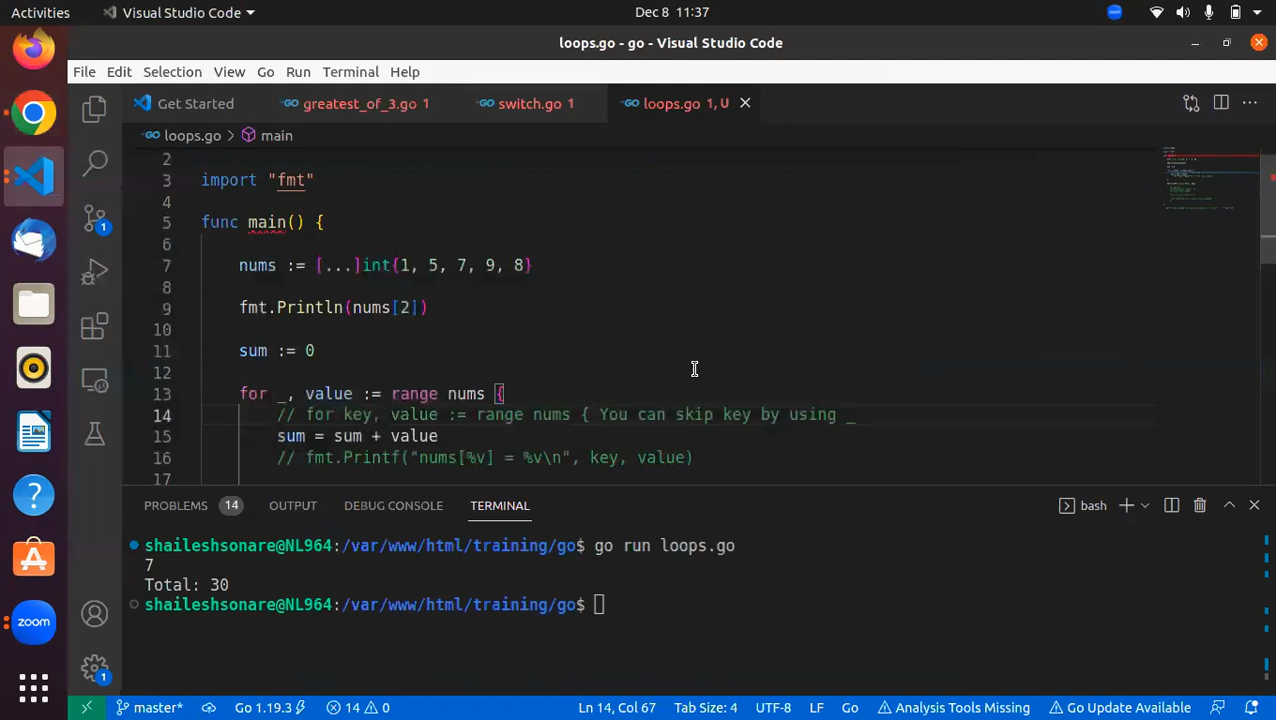 Activities Visual Studio Code Dec 8 11:37
loops.go - go - Visual Studio Code
File Edit Selection View Go Run Terminal Help
Get Started greatest_of_3.go 1 switch.go 1 loops.go 1, U
loops.go > main
2
3 import "fmt"
4
5 func main() {
6
7 nums := [...]int{1, 5, 7, 9, 8}
8
9 fmt.Println(nums[2])
10
11 sum := 0
12
13 for _, value := range nums {
14 // for key, value := range nums { You can skip key by using _
15 sum = sum + value
16 // fmt.Printf("nums[%v] = %v\n", key, value)
17
PROBLEMS 14 OUTPUT DEBUG CONSOLE TERMINAL bash
shaileshsonare@NL964:/var/www/html/training/go$ go run loops.go
7
Total: 30
shaileshsonare@NL964:/var/www/html/training/go$
zoom
1
1
master* Go 1.19.3 14 0 Ln 14, Col 67 Tab Size: 4 UTF-8 LF Go Analysis Tools Missing Go Update Available